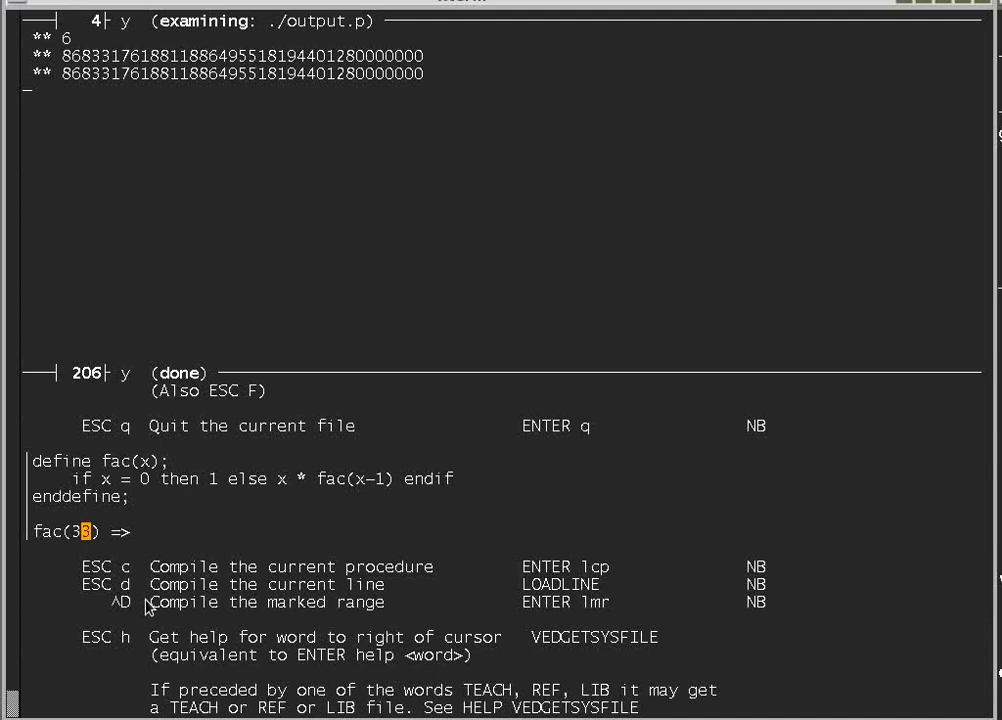 4 y (examining: ./output.p)
** 6
** 8683317618811886495518194401280000000
** 8683317618811886495518194401280000000
206 y (done)
(Also ESC F)
ESC q Quit the current file ENTER q NB
define fac(x);
if x = 0 then 1 else x * fac(x-1) endif
enddefine;
fac(33) =>
ESC c Compile the current procedure ENTER lcp NB
ESC d Compile the current line LOADLINE NB
^D Compile the marked range ENTER lmr NB
ESC h Get help for word to right of cursor VEDGETSYSFILE
(equivalent to ENTER help <word>)
If preceded by one of the words TEACH, REF, LIB it may get
a TEACH or REF or LIB file. See HELP VEDGETSYSFILE